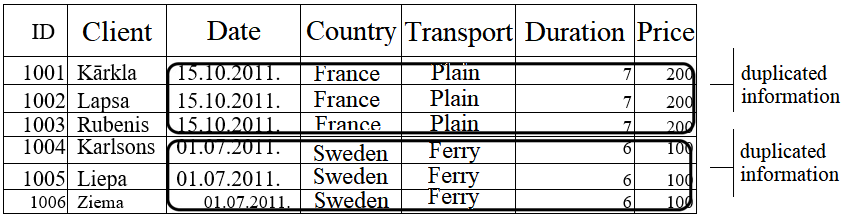 ID Client Date Country Transport Duration Price
1001 Kārkla 15.10.2011. France Plain 7 200
1002 Lapsa 15.10.2011. France Plain 7 200
1003 Rubenis 15.10.2011. France Plain 7 200
1004 Karlsons 01.07.2011. Sweden Ferry 6 100
1005 Liepa 01.07.2011. Sweden Ferry 6 100
1006 Ziema 01.07.2011. Sweden Ferry 6 100
duplicated
information
duplicated
information